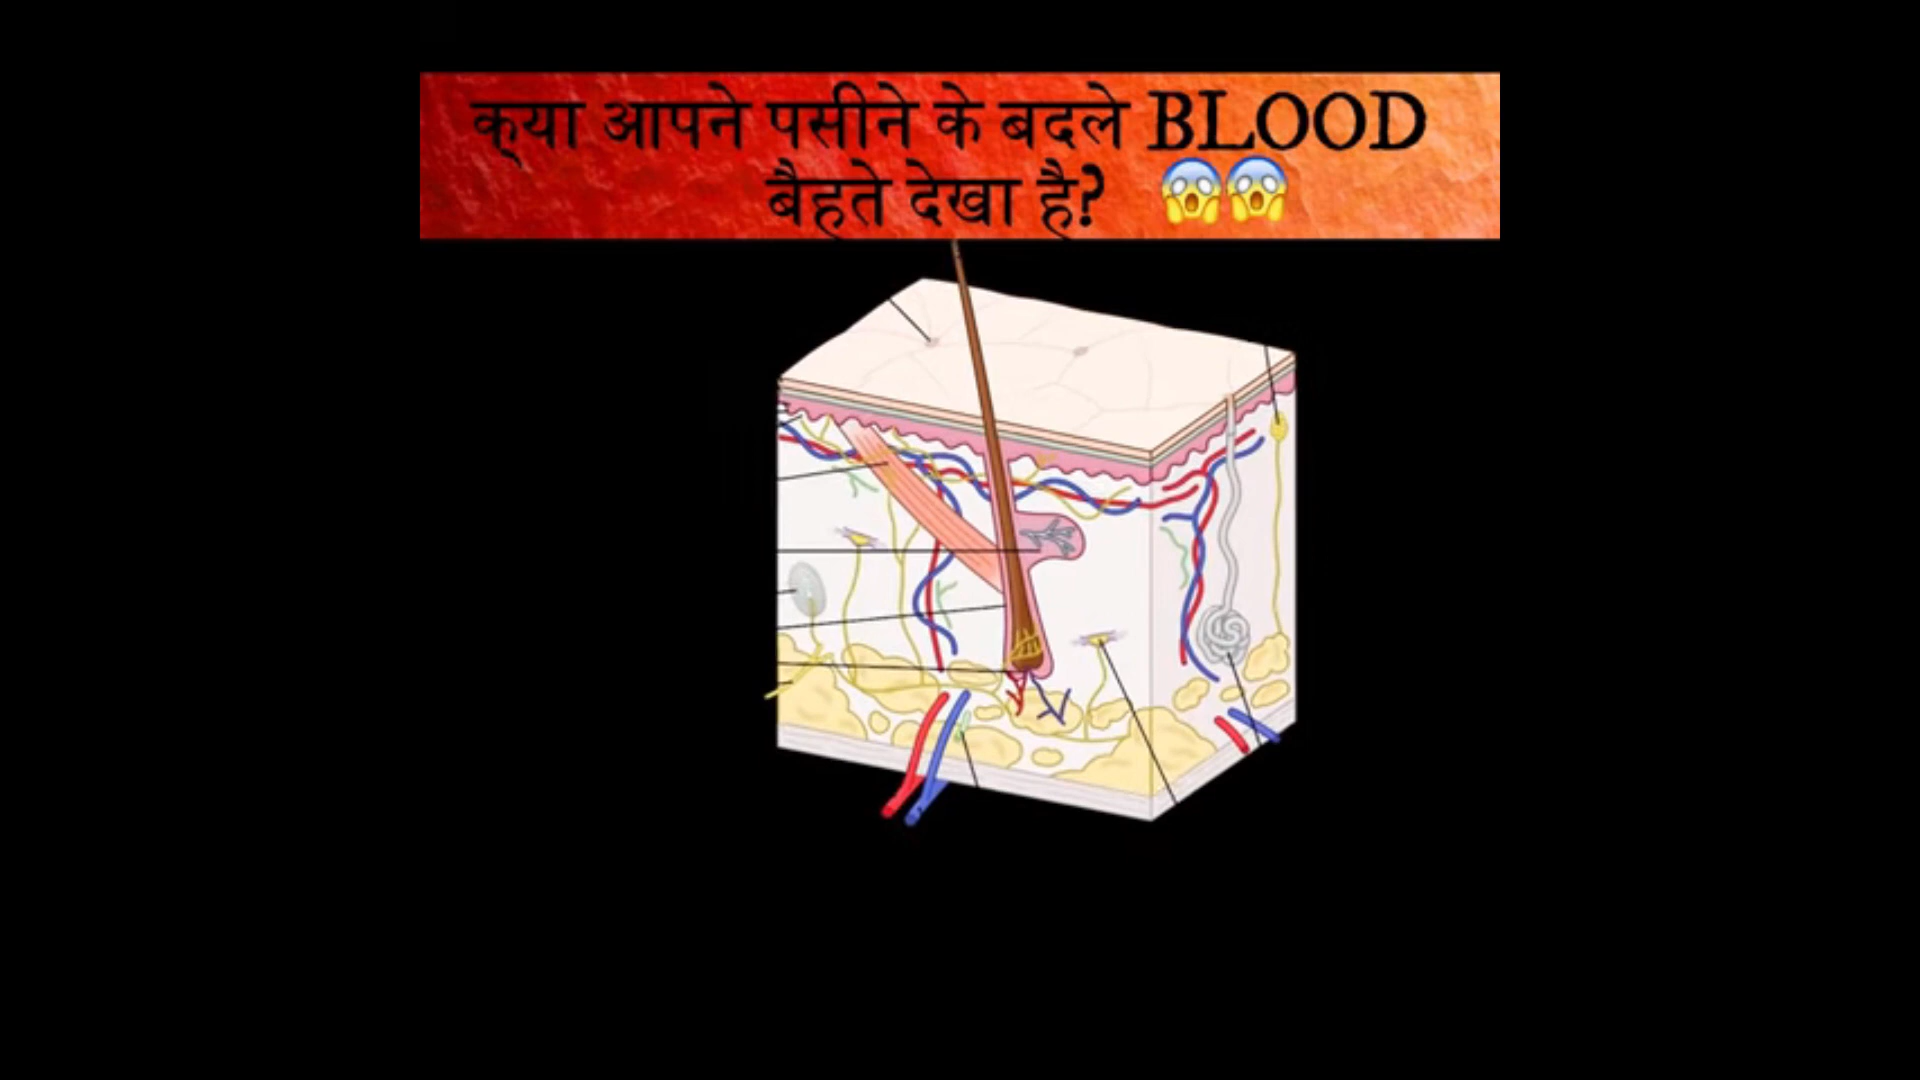 क्या आपने पसीने के बदले BLOOD
बैहते देखा है? 😱😱